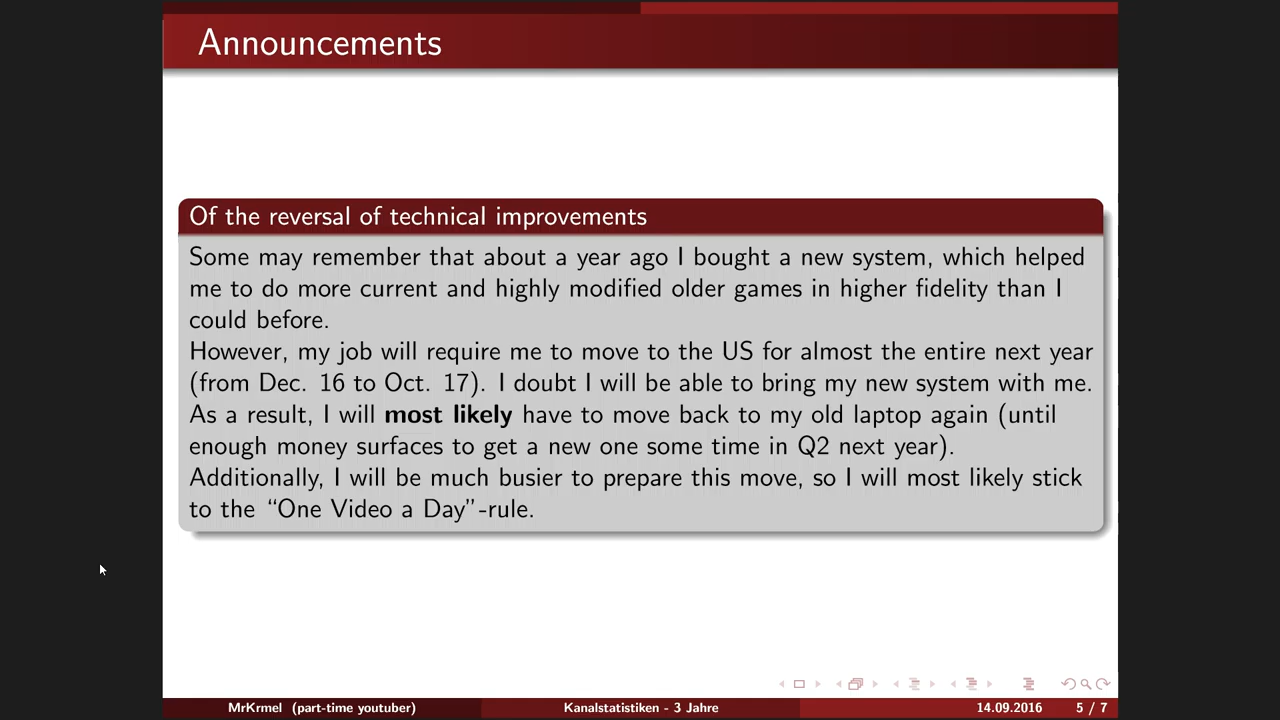 Announcements
Of the reversal of technical improvements
Some may remember that about a year ago I bought a new system, which helped
me to do more current and highly modified older games in higher fidelity than I
could before.
However, my job will require me to move to the US for almost the entire next year
(from Dec. 16 to Oct. 17). I doubt I will be able to bring my new system with me.
As a result, I will most likely have to move back to my old laptop again (until
enough money surfaces to get a new one some time in Q2 next year).
Additionally, I will be much busier to prepare this move, so I will most likely stick
to the “One Video a Day”-rule.
MrKrmel (part-time youtuber) Kanalstatistiken - 3 Jahre 14.09.2016 5 / 7